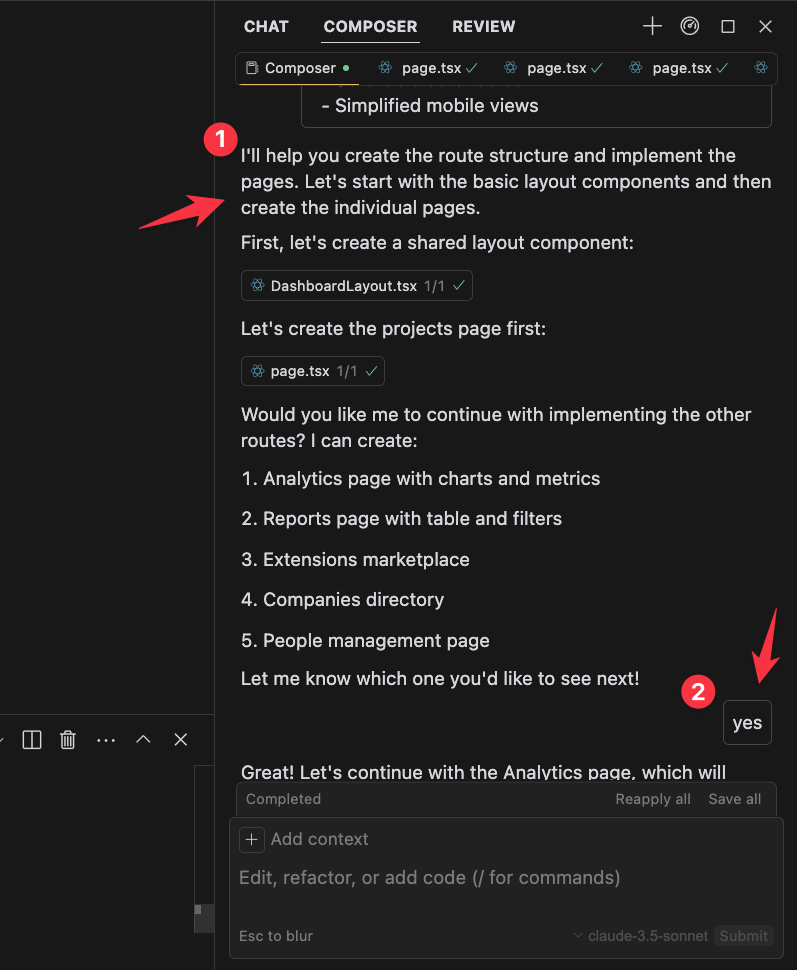 CHAT COMPOSER REVIEW
Composer page.tsx page.tsx page.tsx
- Simplified mobile views
1
I'll help you create the route structure and implement the
pages. Let's start with the basic layout components and then
create the individual pages.
First, let's create a shared layout component:
DashboardLayout.tsx 1/1
Let's create the projects page first:
page.tsx 1/1
Would you like me to continue with implementing the other
routes? I can create:
1. Analytics page with charts and metrics
2. Reports page with table and filters
3. Extensions marketplace
4. Companies directory
5. People management page
Let me know which one you'd like to see next!
2
yes
Great! Let's continue with the Analytics page, which will
Completed Reapply all Save all
Add context
Edit, refactor, or add code (/ for commands)
Esc to blur claude-3.5-sonnet Submit